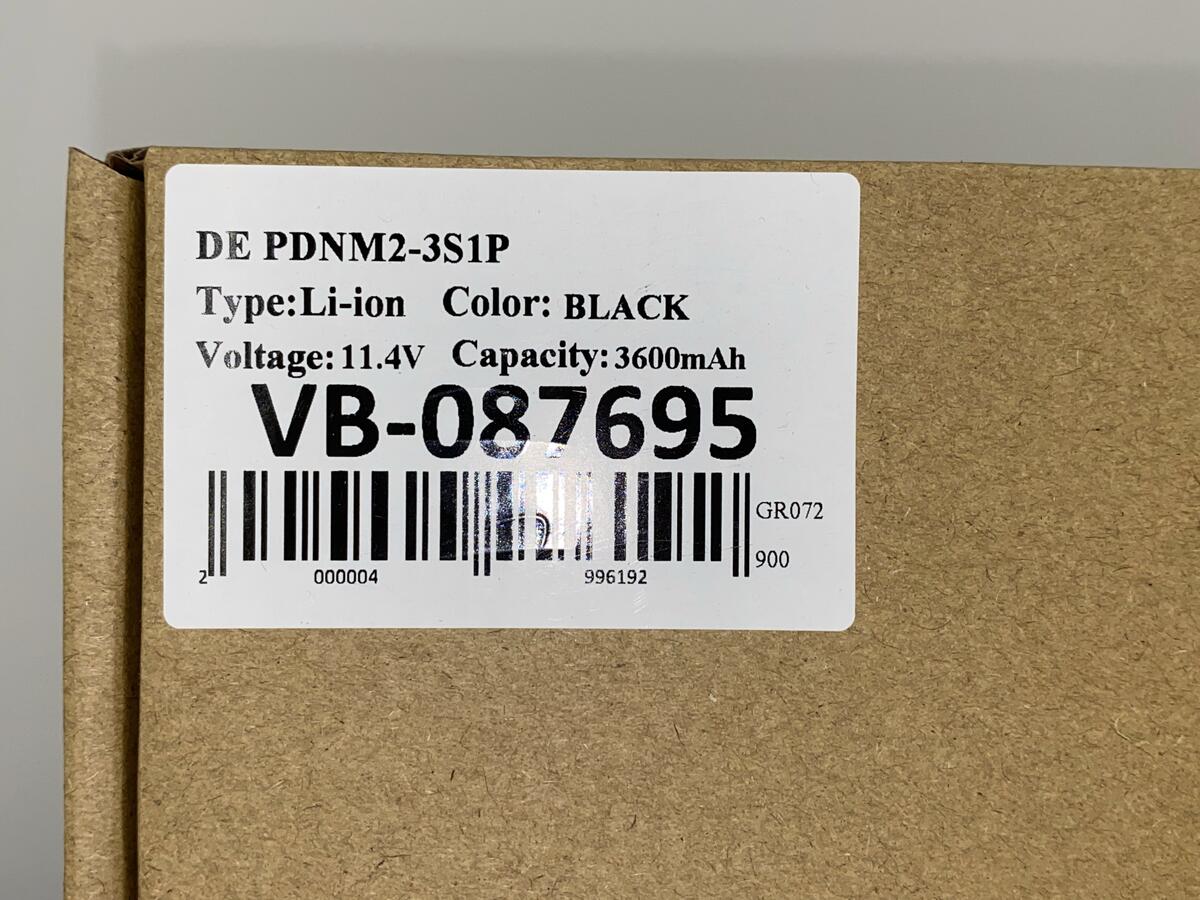 DE PDNM2-3S1P
Type:Li-ion Color: BLACK
Voltage: 11.4V Capacity: 3600mAh
VB-087695
GR072
900
2 000004 996192